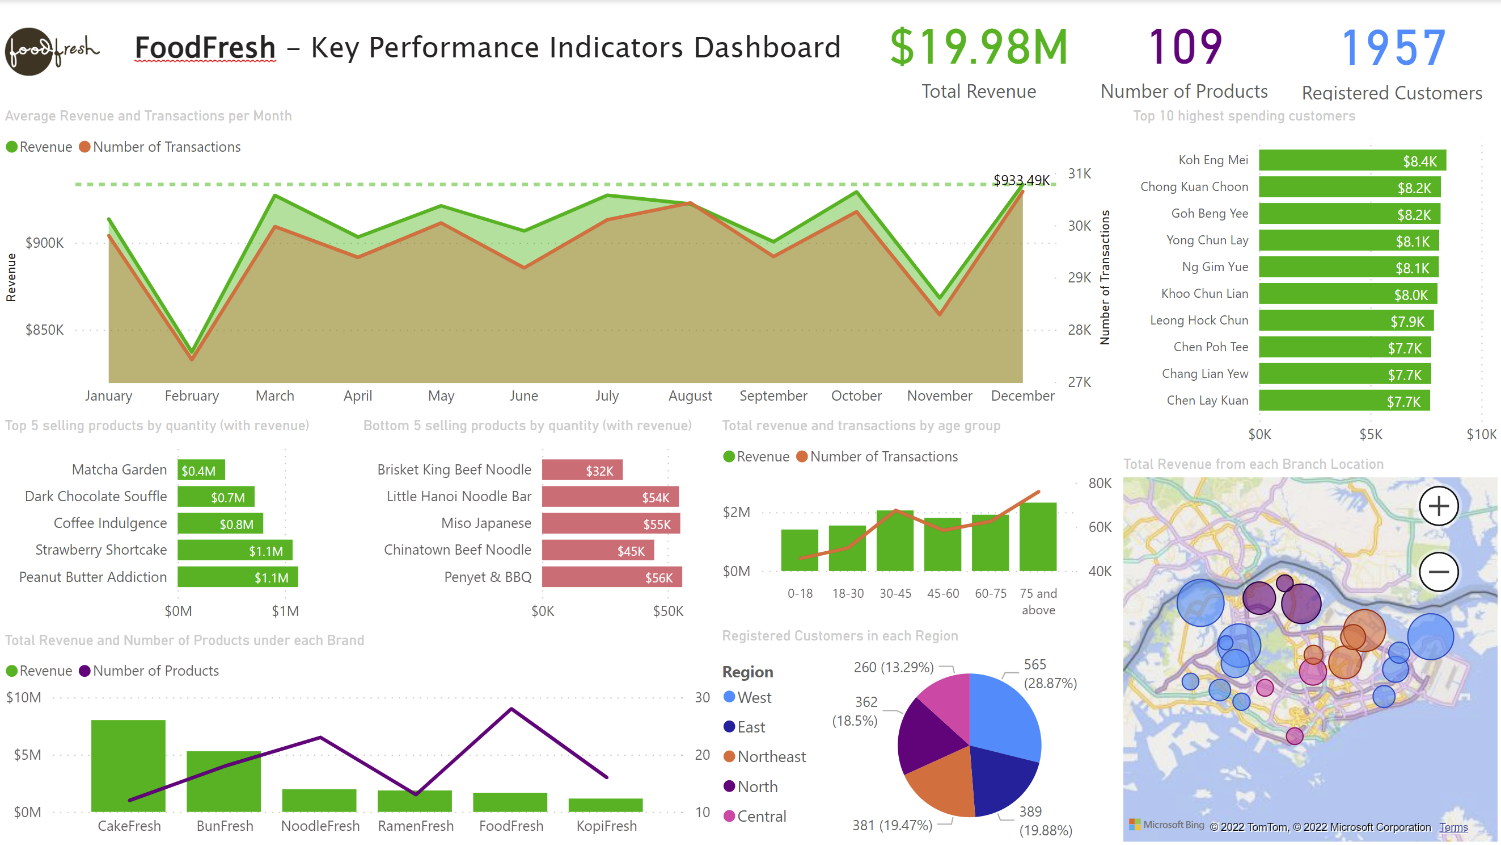 foodfresh
FoodFresh – Key Performance Indicators Dashboard
$19.98M
Total Revenue
109
Number of Products
1957
Registered Customers
Average Revenue and Transactions per Month
Revenue Number of Transactions
$933.49K
$900K
$850K
Revenue
31K
30K
29K
28K
27K
Number of Transactions
January February March April May June July August September October November December
Top 10 highest spending customers
Koh Eng Mei $8.4K
Chong Kuan Choon $8.2K
Goh Beng Yee $8.2K
Yong Chun Lay $8.1K
Ng Gim Yue $8.1K
Khoo Chun Lian $8.0K
Leong Hock Chun $7.9K
Chen Poh Tee $7.7K
Chang Lian Yew $7.7K
Chen Lay Kuan $7.7K
$0K $5K $10K
Top 5 selling products by quantity (with revenue)
Matcha Garden $0.4M
Dark Chocolate Souffle $0.7M
Coffee Indulgence $0.8M
Strawberry Shortcake $1.1M
Peanut Butter Addiction $1.1M
$0M $1M
Bottom 5 selling products by quantity (with revenue)
Brisket King Beef Noodle $32K
Little Hanoi Noodle Bar $54K
Miso Japanese $55K
Chinatown Beef Noodle $45K
Penyet & BBQ $56K
$0K $50K
Total revenue and transactions by age group
Revenue Number of Transactions
$2M
$0M
80K
60K
40K
0-18 18-30 30-45 45-60 60-75 75 and
above
Total Revenue and Number of Products under each Brand
Revenue Number of Products
$10M
$5M
$0M
30
20
10
CakeFresh BunFresh NoodleFresh RamenFresh FoodFresh KopiFresh
Registered Customers in each Region
Region
West
East
Northeast
North
Central
565
(28.87%)
389
(19.88%)
381 (19.47%)
362
(18.5%)
260 (13.29%)
Total Revenue from each Branch Location
+
−
Microsoft Bing © 2022 TomTom, © 2022 Microsoft Corporation Terms